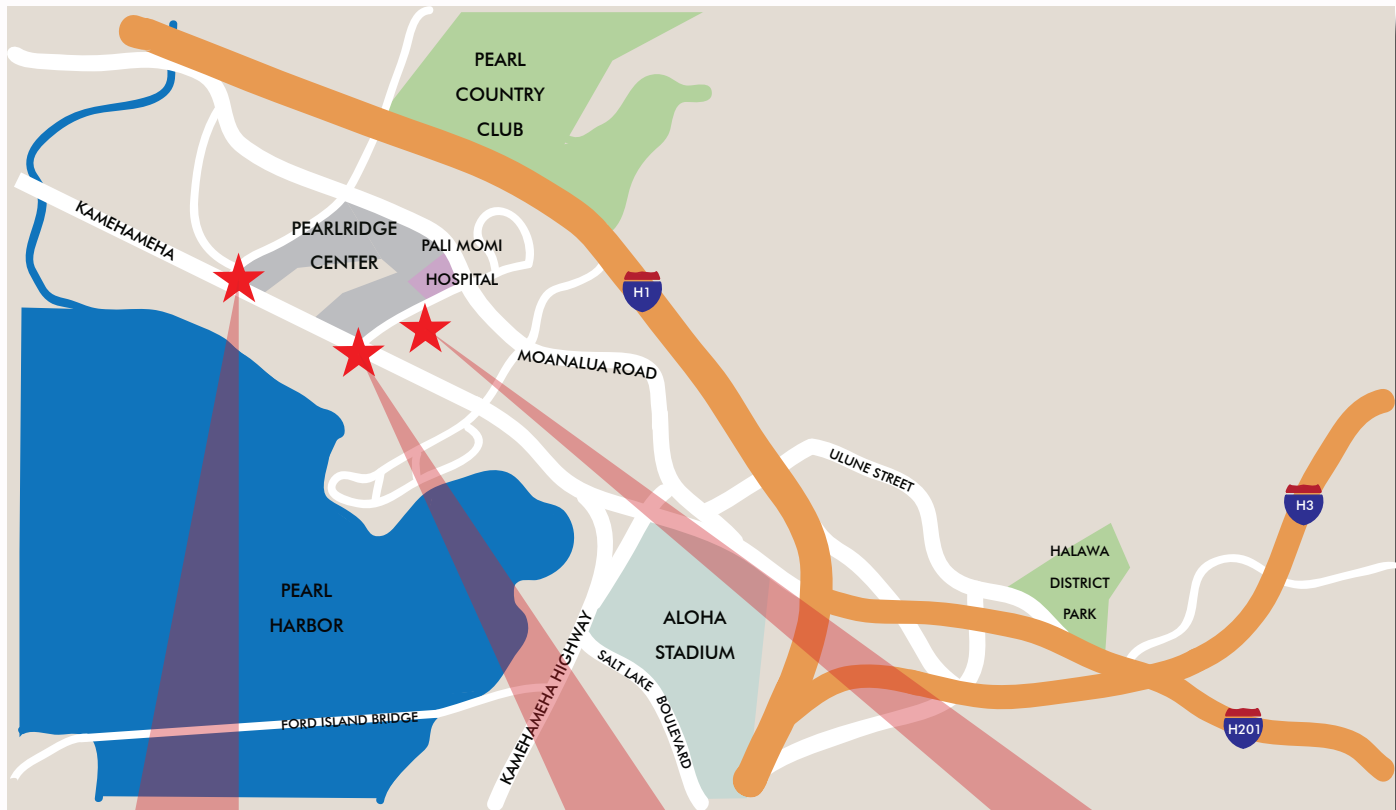 PEARL
COUNTRY
CLUB
KAMEHAMEHA
PEARLRIDGE
CENTER
PALI MOMI
HOSPITAL
H1
MOANALUA ROAD
ULUNE STREET
H3
HALAWA
DISTRICT
PARK
PEARL
HARBOR
ALOHA
STADIUM
KAMEHAMEHA HIGHWAY
SALT LAKE BOULEVARD
FORD ISLAND BRIDGE
H201